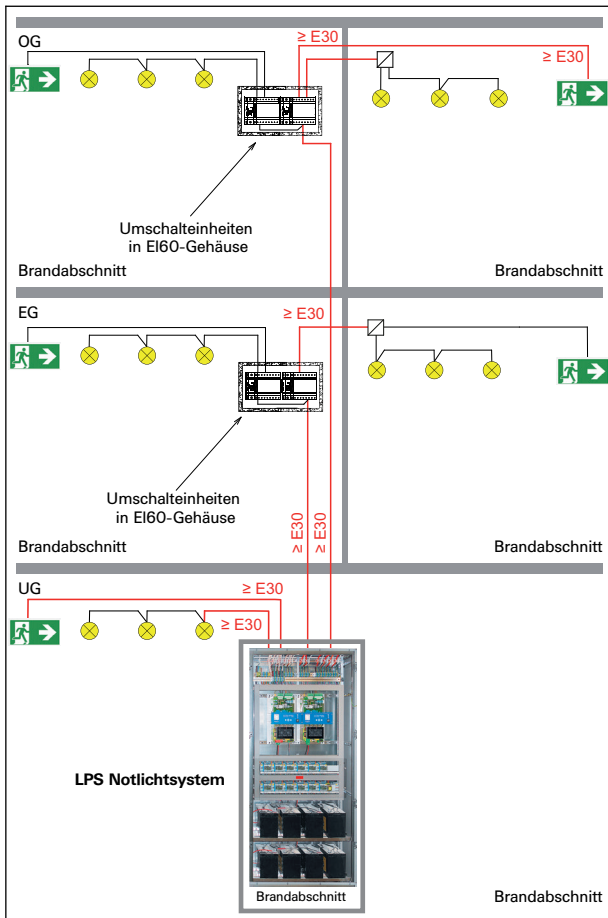 OG
≥ E30
≥ E30
Umschalteinheiten
in EI60-Gehäuse
Brandabschnitt
Brandabschnitt
EG
≥ E30
Umschalteinheiten
in EI60-Gehäuse
Brandabschnitt
Brandabschnitt
≥ E30
≥ E30
UG
≥ E30
≥ E30
LPS Notlichtsystem
Brandabschnitt
Brandabschnitt